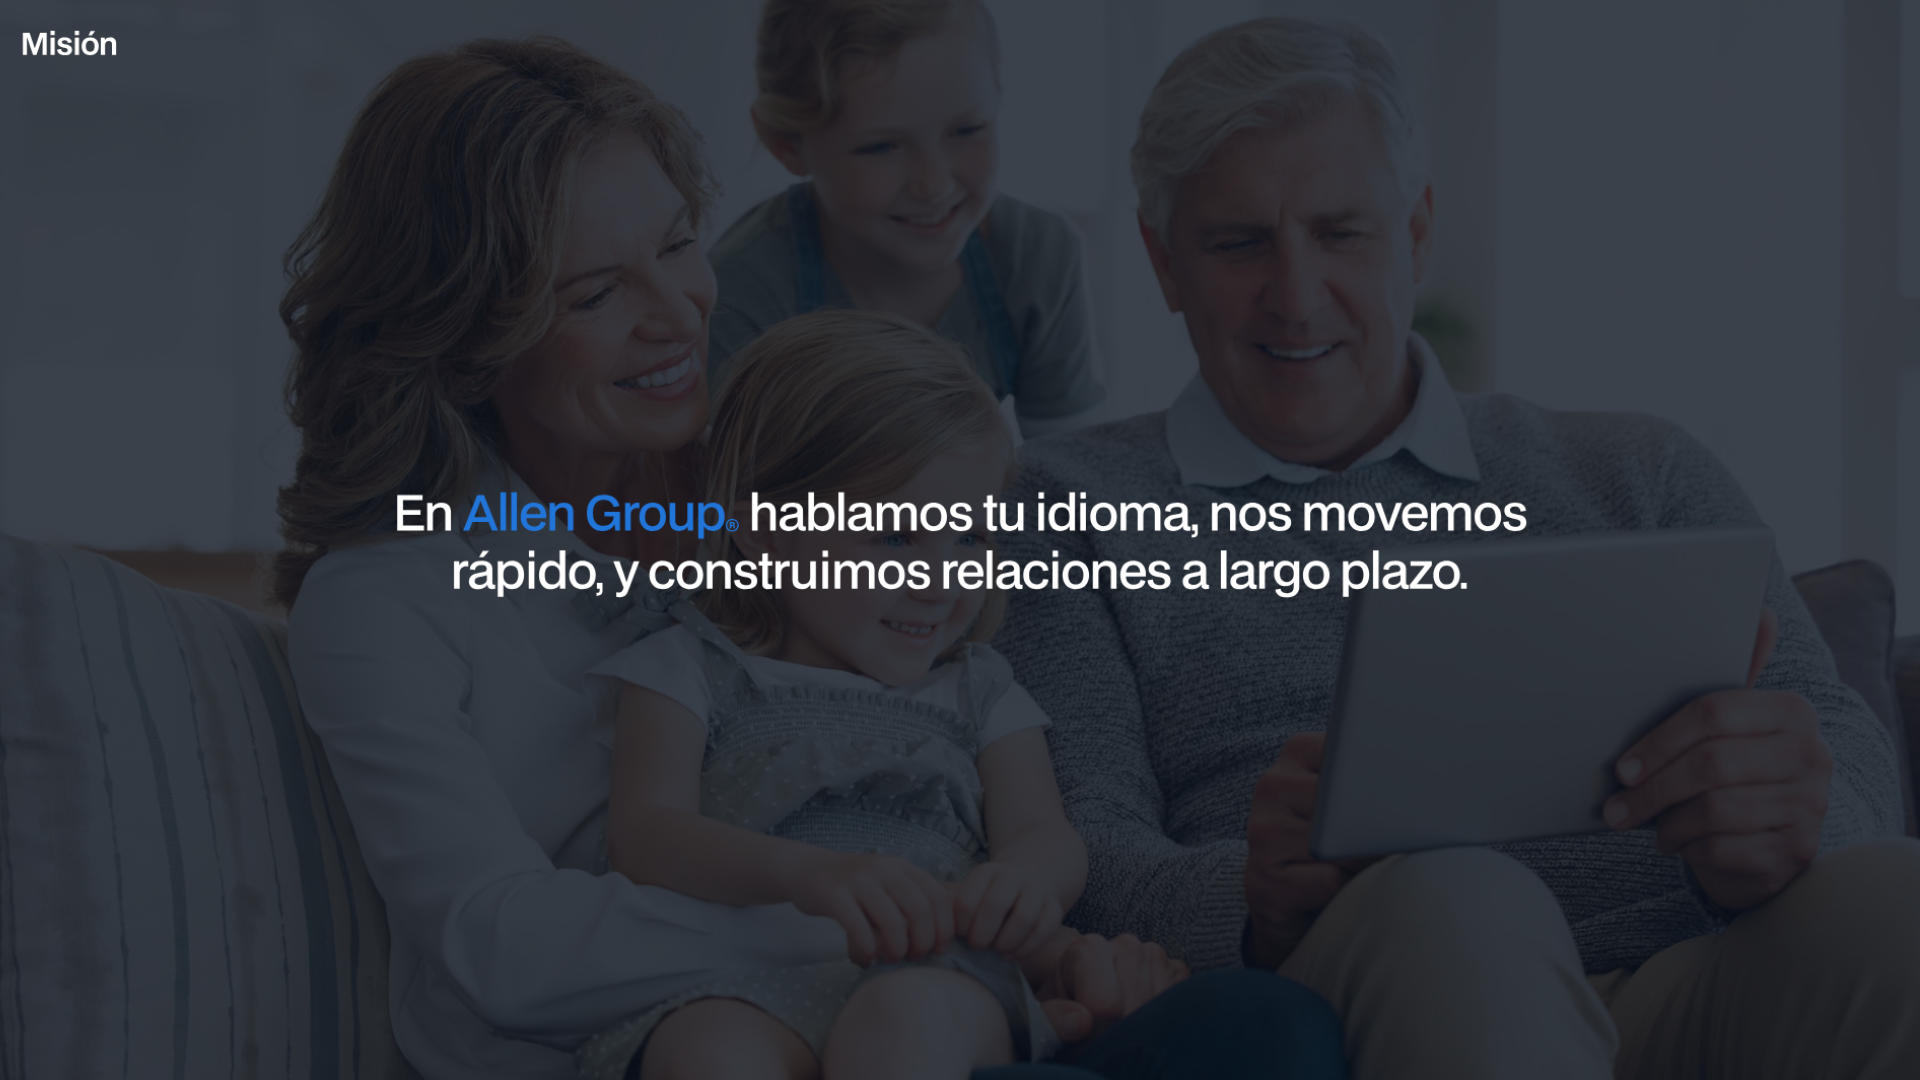 Misión
En Allen Group® hablamos tu idioma, nos movemos
rápido, y construimos relaciones a largo plazo.